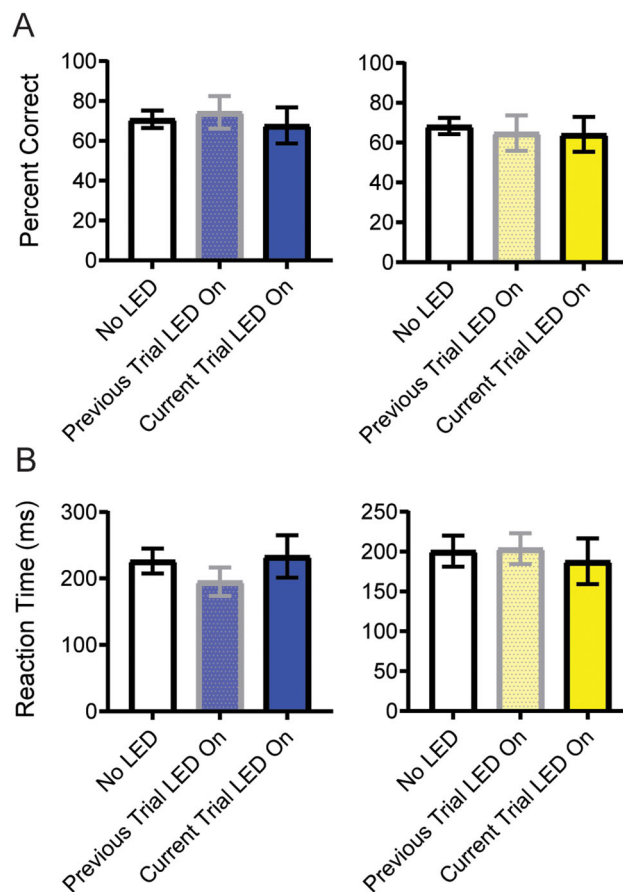 A
Percent Correct
100
80
60
40
20
0
No LED
Previous Trial LED On
Current Trial LED On
100
80
60
40
20
0
No LED
Previous Trial LED On
Current Trial LED On
B
Reaction Time (ms)
300
200
100
0
No LED
Previous Trial LED On
Current Trial LED On
250
200
150
100
50
0
No LED
Previous Trial LED On
Current Trial LED On